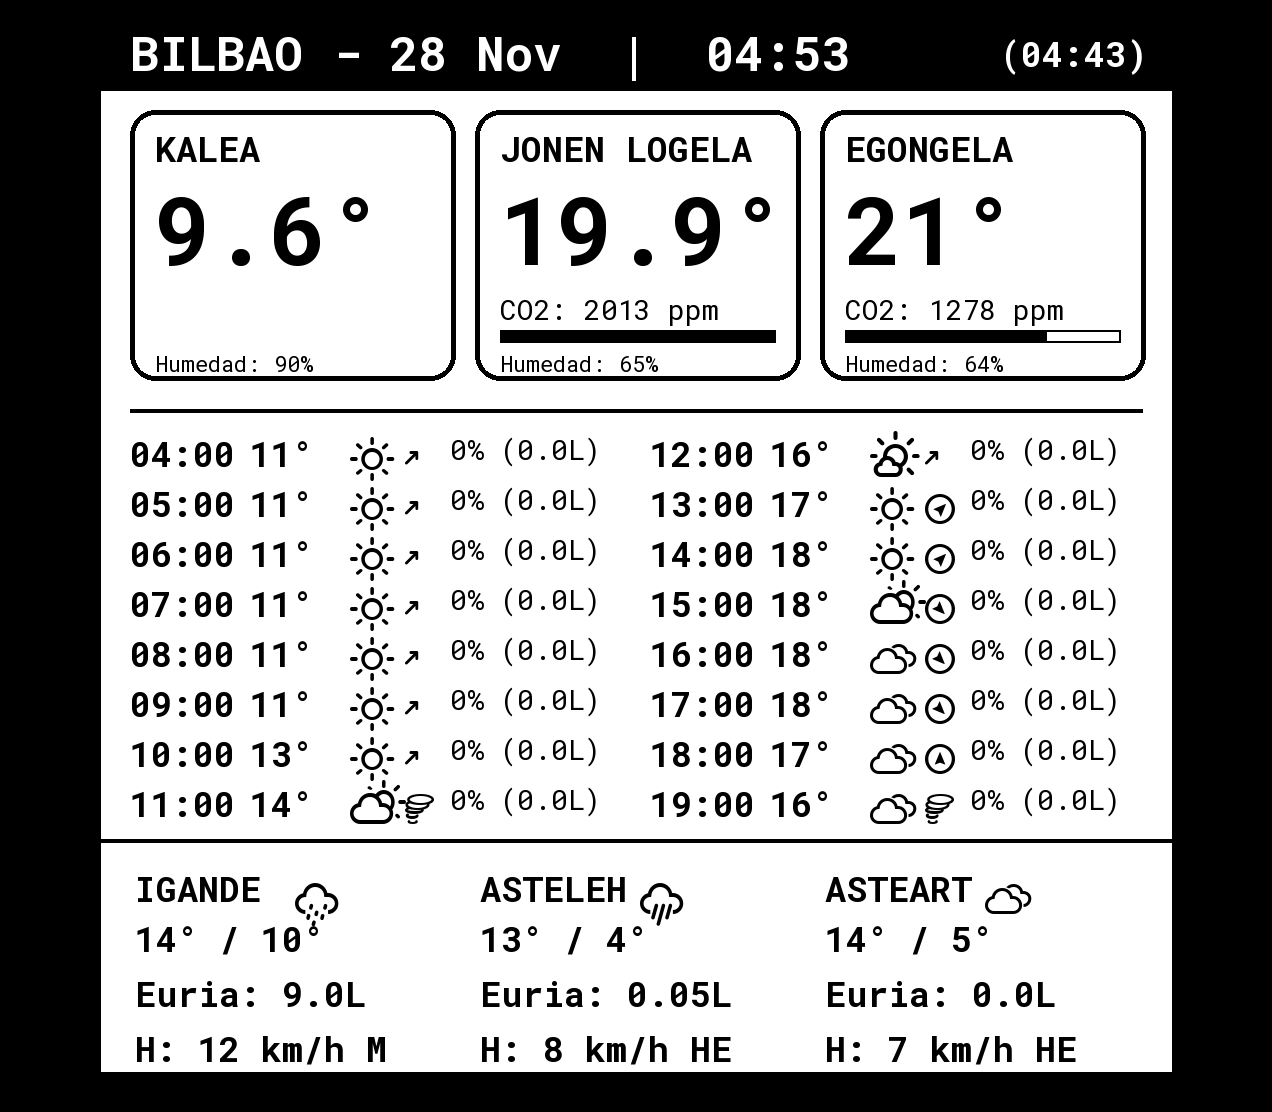 BILBAO - 28 Nov | 04:53 (04:43)
KALEA
9.6°
Humedad: 90%
JONEN LOGELA
19.9°
CO2: 2013 ppm
Humedad: 65%
EGONGELA
21°
CO2: 1278 ppm
Humedad: 64%
04:00 11° 0% (0.0L)
05:00 11° 0% (0.0L)
06:00 11° 0% (0.0L)
07:00 11° 0% (0.0L)
08:00 11° 0% (0.0L)
09:00 11° 0% (0.0L)
10:00 13° 0% (0.0L)
11:00 14° 0% (0.0L)
12:00 16° 0% (0.0L)
13:00 17° 0% (0.0L)
14:00 18° 0% (0.0L)
15:00 18° 0% (0.0L)
16:00 18° 0% (0.0L)
17:00 18° 0% (0.0L)
18:00 17° 0% (0.0L)
19:00 16° 0% (0.0L)
IGANDE
14° / 10°
Euria: 9.0L
H: 12 km/h M
ASTELEH
13° / 4°
Euria: 0.05L
H: 8 km/h HE
ASTEART
14° / 5°
Euria: 0.0L
H: 7 km/h HE